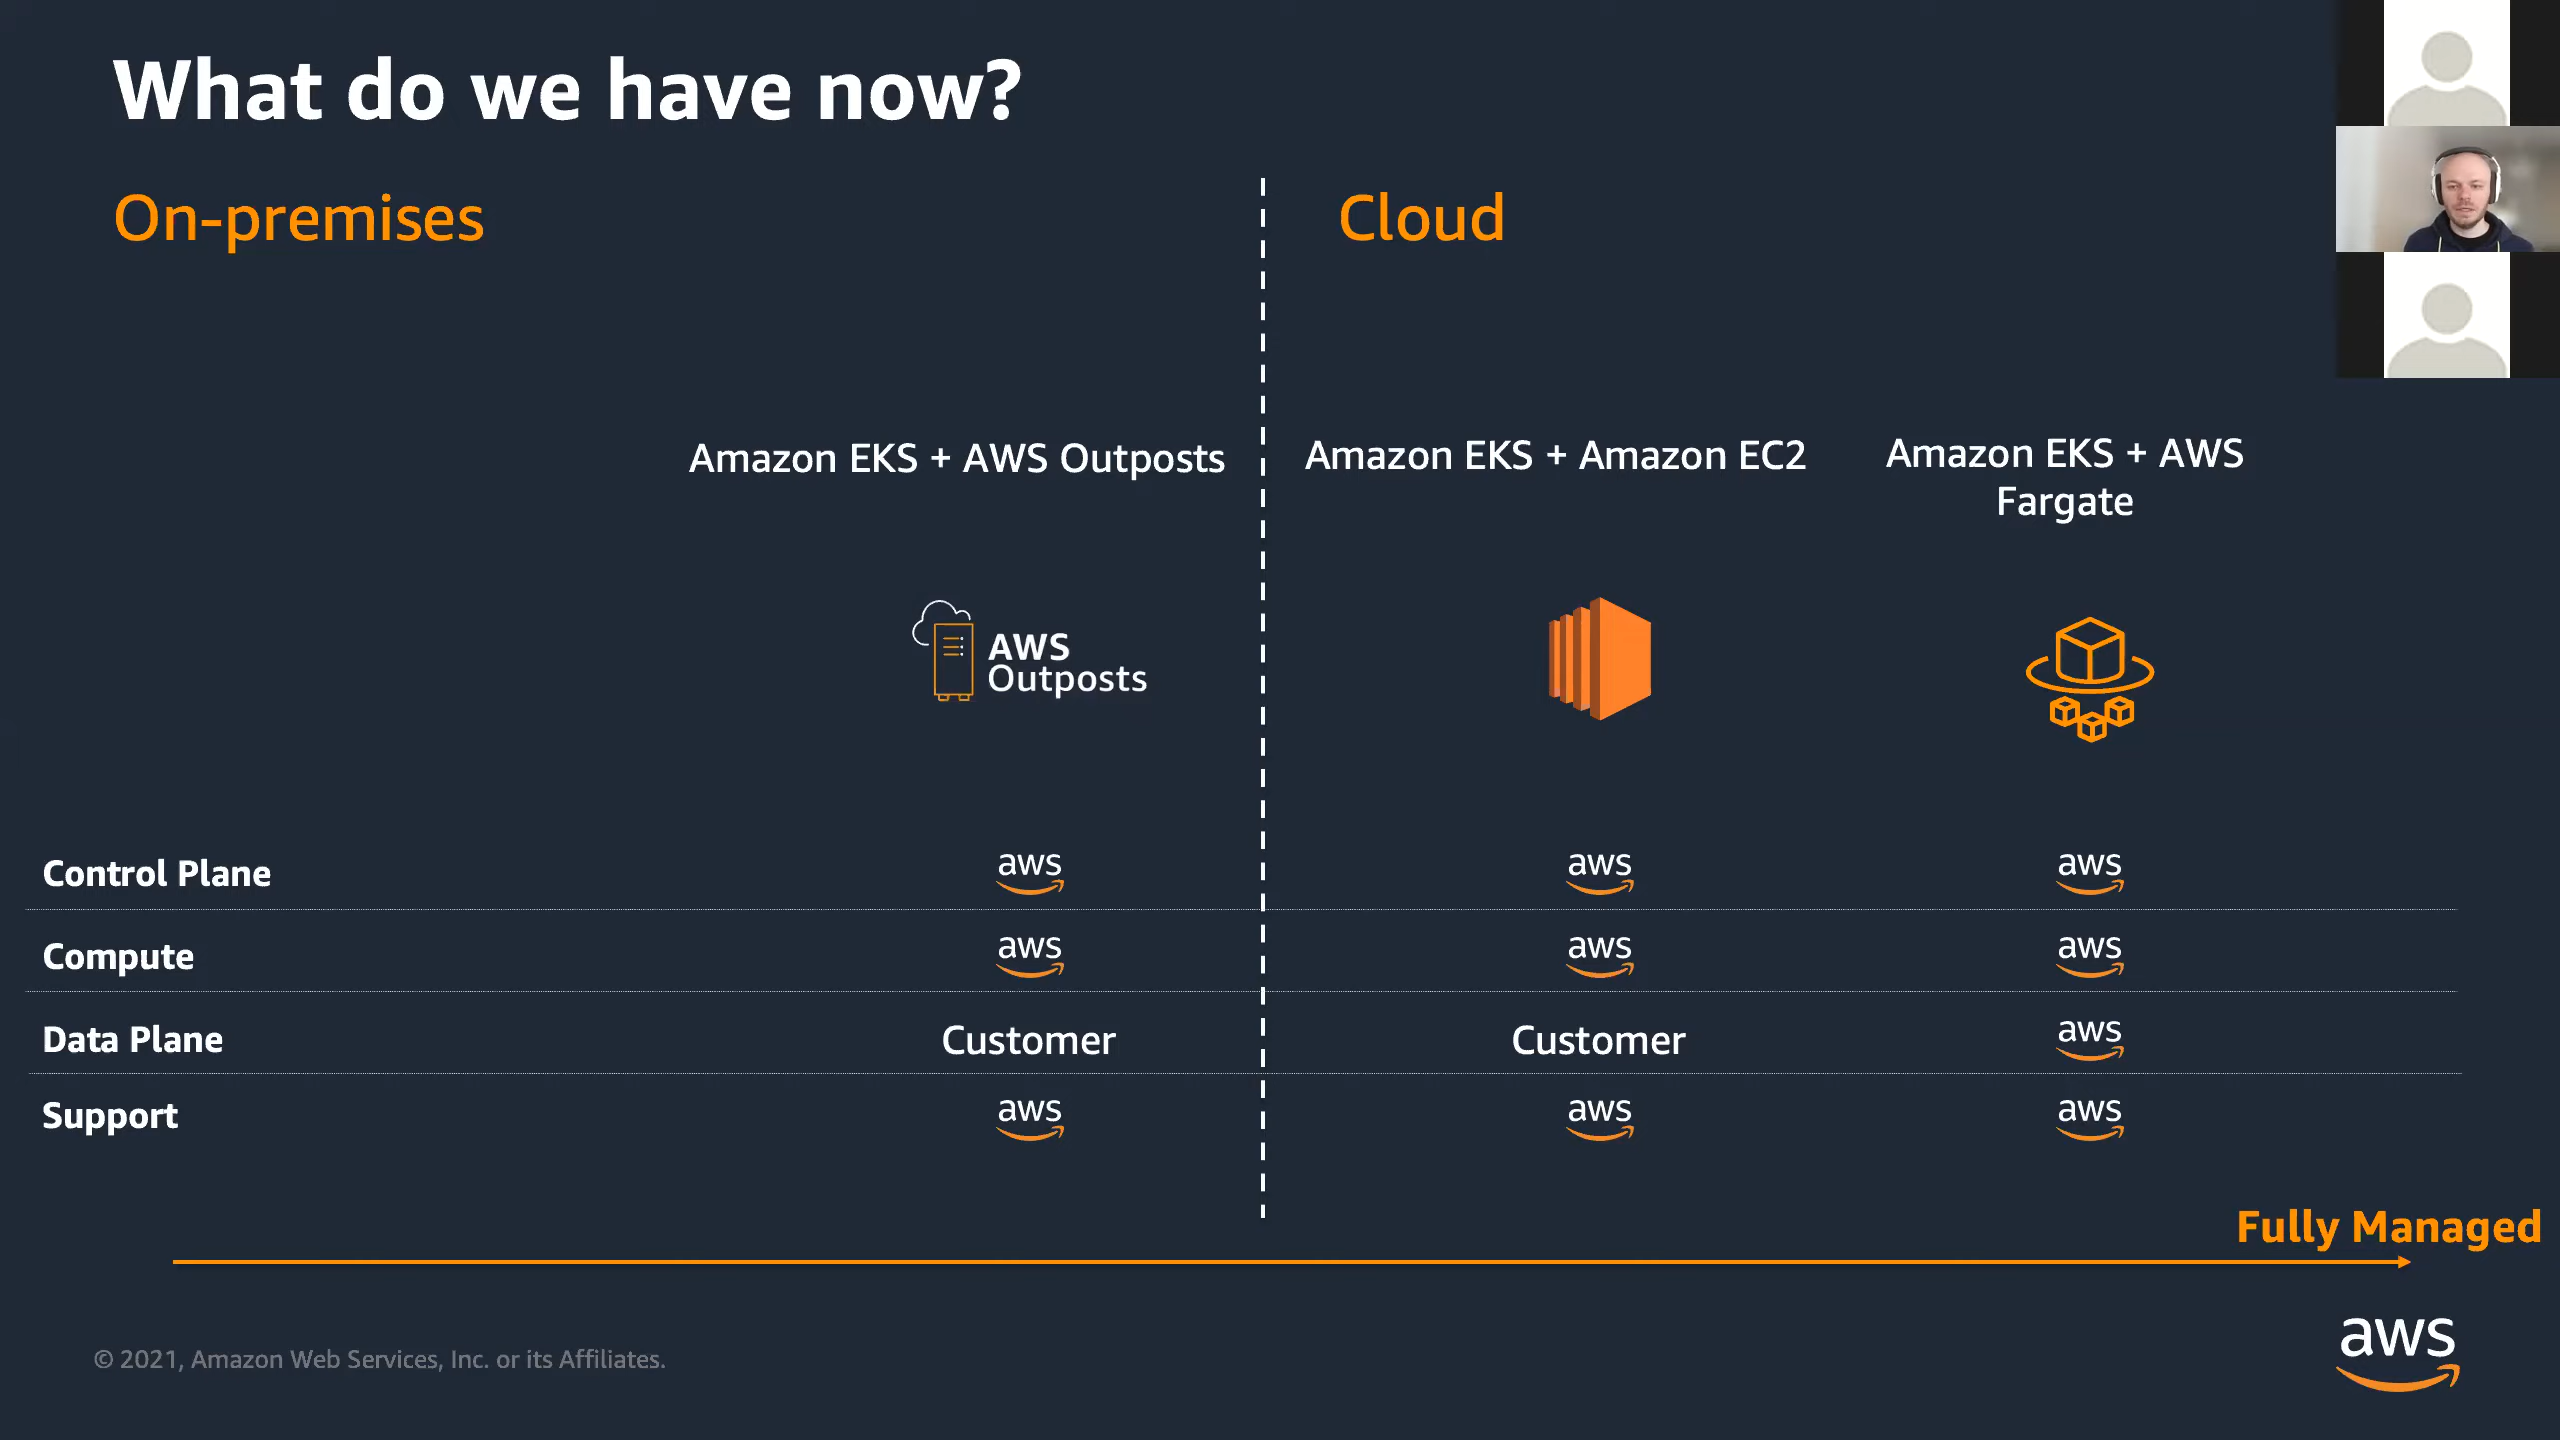 What do we have now?
On-premises
Cloud
Amazon EKS + AWS Outposts
Amazon EKS + Amazon EC2
Amazon EKS + AWS
Fargate
AWS
Outposts
Control Plane aws aws aws
Compute aws aws aws
Data Plane Customer Customer aws
Support aws aws aws
Fully Managed
© 2021, Amazon Web Services, Inc. or its Affiliates.
aws